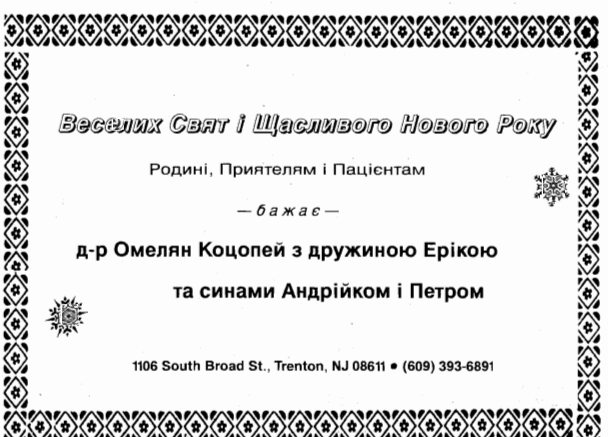 Веселих Свят і Щасливого Нового Року
Родині, Приятелям і Пацієнтам
— бажає —
д-р Омелян Коцопей з дружиною Ерікою
та синами Андрійком і Петром
1106 South Broad St., Trenton, NJ 08611 • (609) 393-6891